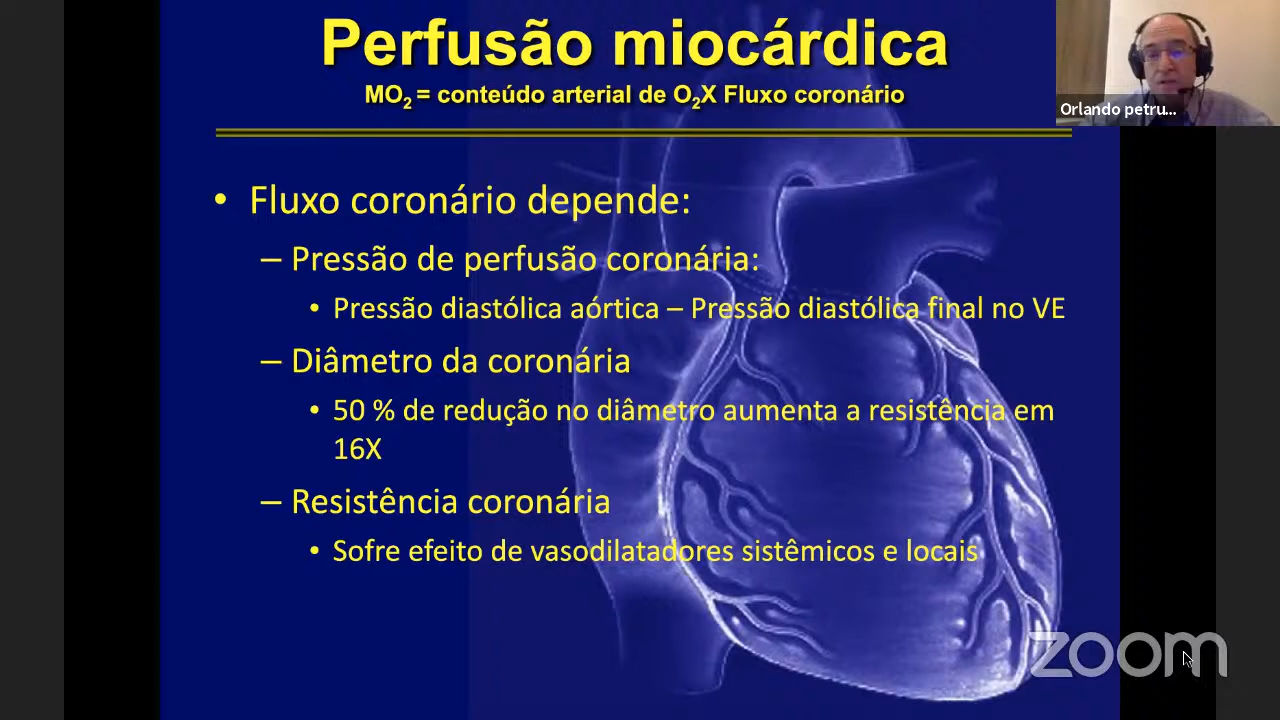 Perfusão miocárdica
MO2 = conteúdo arterial de O2X Fluxo coronário
Orlando petru...
• Fluxo coronário depende:
– Pressão de perfusão coronária:
• Pressão diastólica aórtica – Pressão diastólica final no VE
– Diâmetro da coronária
• 50 % de redução no diâmetro aumenta a resistência em
16X
– Resistência coronária
• Sofre efeito de vasodilatadores sistêmicos e locais
zoom